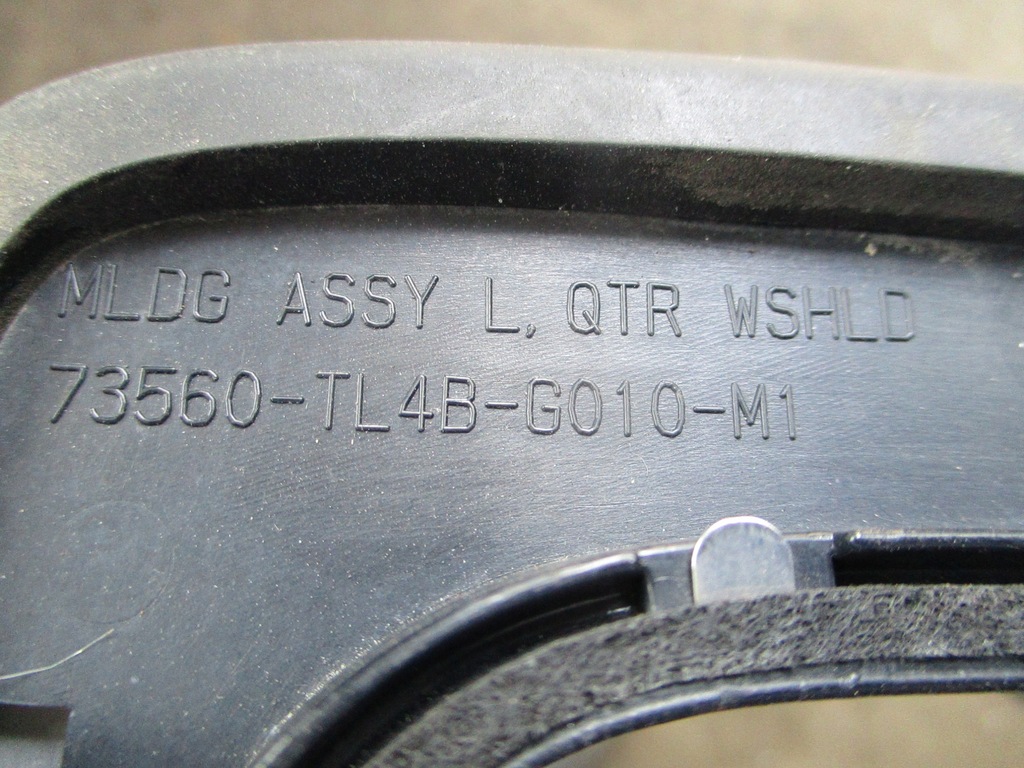 MLDG ASSY L, QTR WSHLD
73560-TL4B-G010-M1